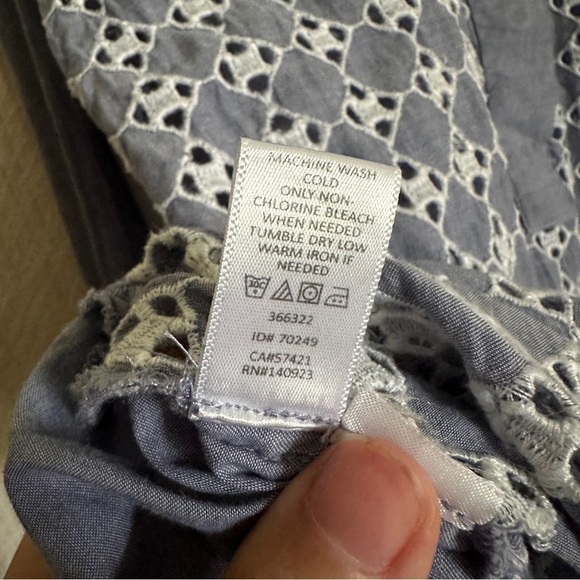 MACHINE WASH
COLD
ONLY NON-
CHLORINE BLEACH
WHEN NEEDED
TUMBLE DRY LOW
WARM IRON IF
NEEDED
30C
366322
ID# 70249
CA#57421
RN#140923